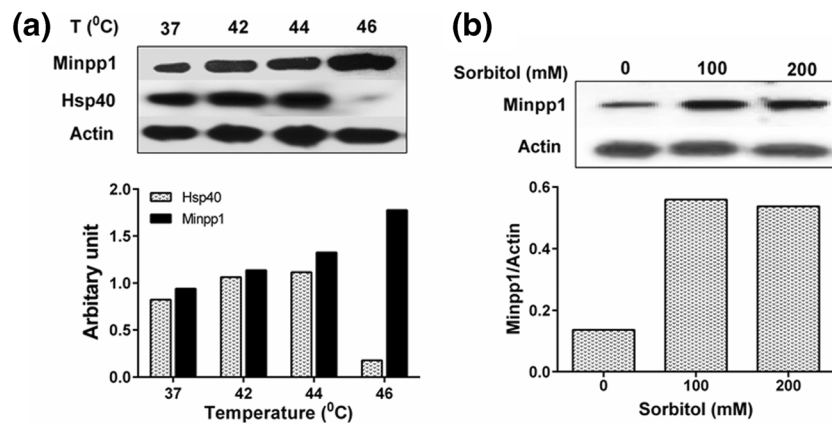 (a) T (⁰C) 37 42 44 46
Minpp1
Hsp40
Actin
2.0
1.5
1.0
0.5
0.0
Arbitary unit
Hsp40
Minpp1
37 42 44 46
Temperature (⁰C)
(b)
Sorbitol (mM) 0 100 200
Minpp1
Actin
0.6
0.4
0.2
0.0
Minpp1/Actin
0 100 200
Sorbitol (mM)